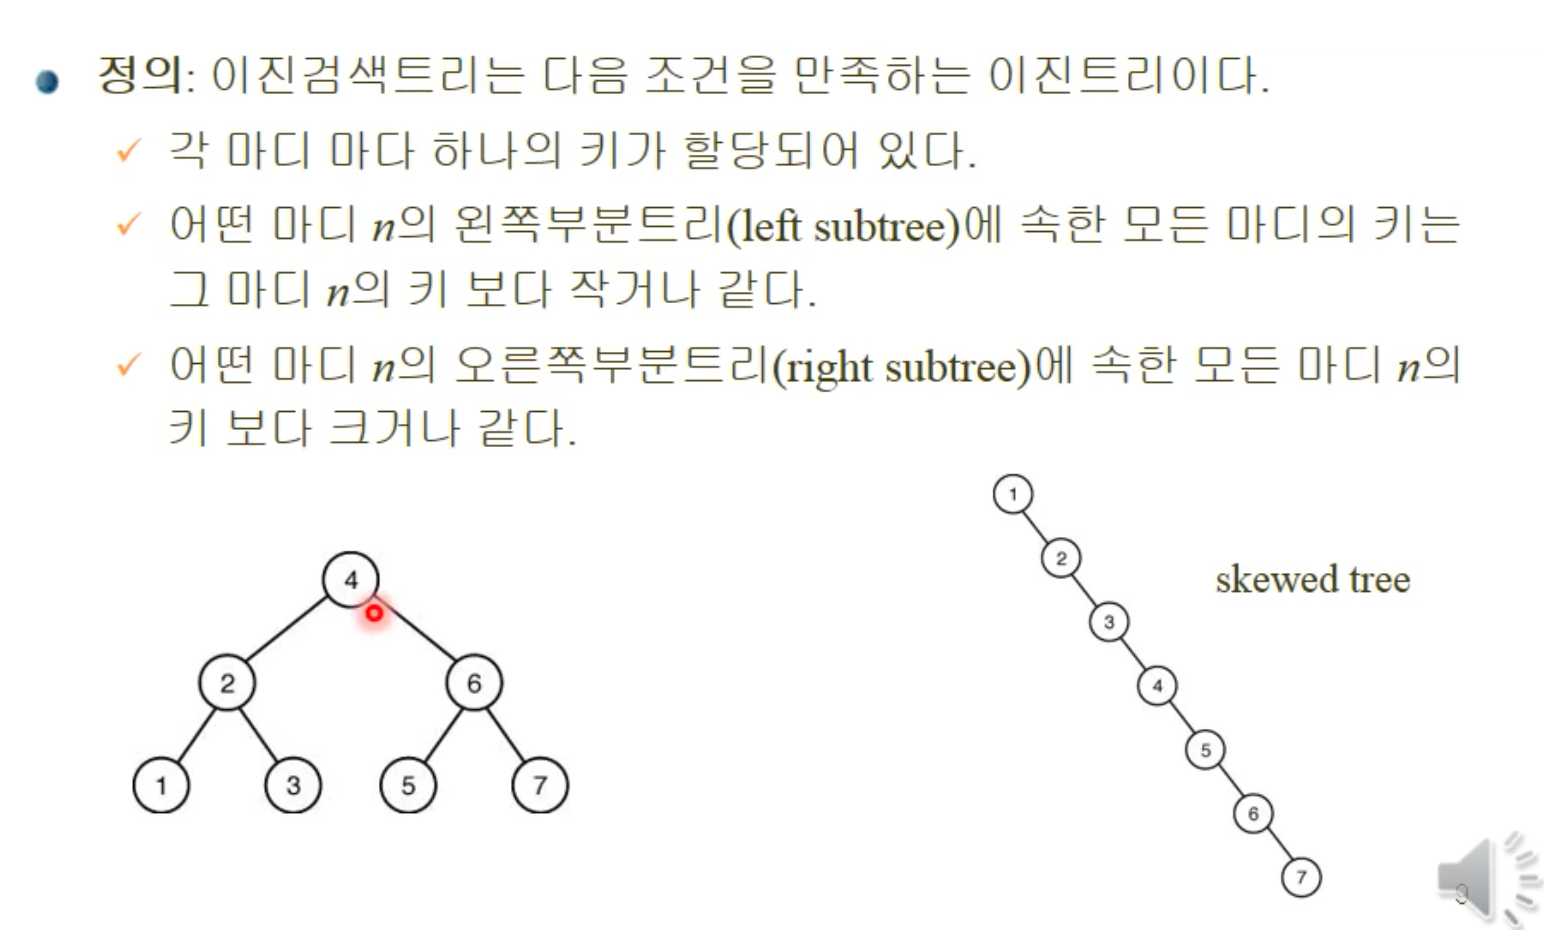 정의: 이진검색트리는 다음 조건을 만족하는 이진트리이다.
각 마디 마다 하나의 키가 할당되어 있다.
어떤 마디 n의 왼쪽부분트리(left subtree)에 속한 모든 마디의 키는
그 마디 n의 키 보다 작거나 같다.
어떤 마디 n의 오른쪽부분트리(right subtree)에 속한 모든 마디 n의
키 보다 크거나 같다.
4
2 6
1 3 5 7
1
2
skewed tree
3
4
5
6
7
9